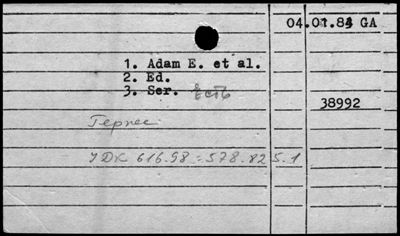 04.01.84 GA
1. Adam E. et al.
2. Ed.
3. Ser. есть
38992
Герпес
УДК 616.98:578.825.1